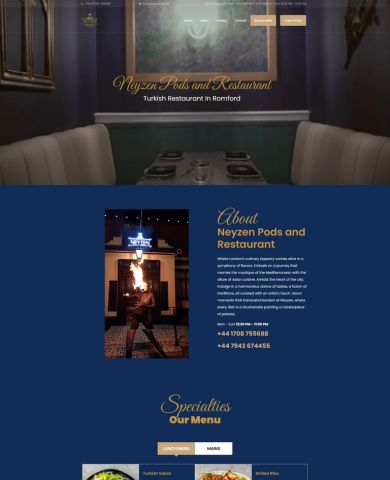 Neyzen Pods and Restaurant
Turkish Restaurant In Romford
About
Neyzen Pods and
Restaurant
Where London's culinary tapestry comes alive in a
symphony of flavors. Embark on a journey that
marries the mystique of the Mediterranean with the
allure of Asian cuisine. Amidst the heart of the city,
indulge in a harmonious dance of tastes, a fusion of
traditions, all curated with an artist's touch. Savor
moments that transcend borders at Neyzen, where
every dish is a brushstroke painting a masterpiece
of palates.
Mon - Sun 12:30 PM - 11:00 PM
+44 1708 755688
+44 7943 674455
Specialties
Our Menu
LUNCH MENU
MAINS
Turkish Salad
Grilled Ribs